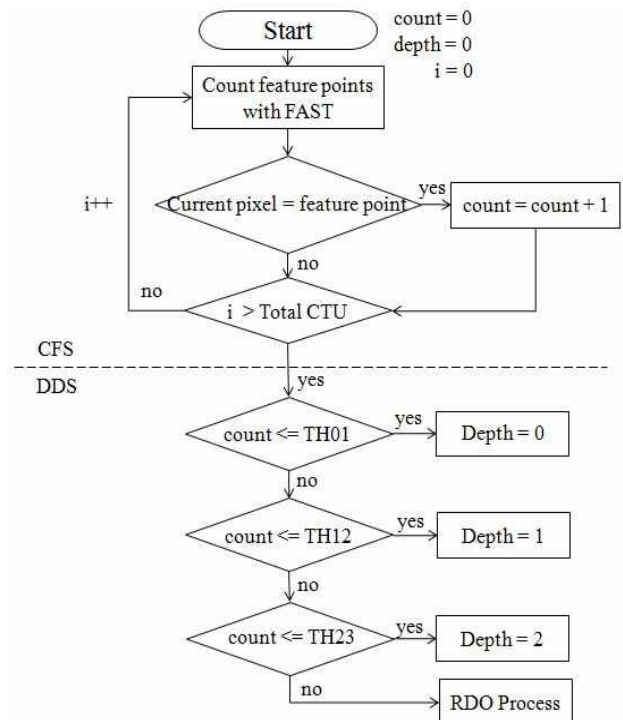 Start
count = 0
depth = 0
i = 0
Count feature points
with FAST
Current pixel = feature point
yes
count = count + 1
i++
no
no
i > Total CTU
CFS
DDS
yes
count <= TH01
yes
Depth = 0
no
count <= TH12
yes
Depth = 1
no
count <= TH23
yes
Depth = 2
no
RDO Process